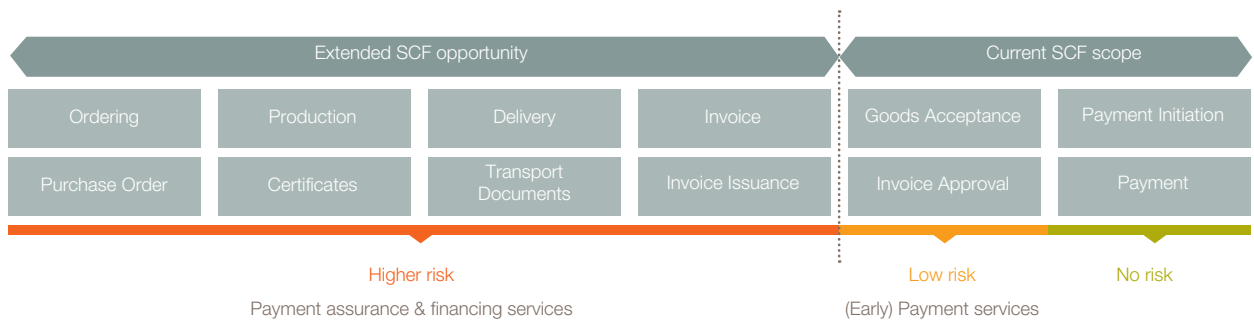 Extended SCF opportunity
Current SCF scope
Ordering
Production
Delivery
Invoice
Goods Acceptance
Payment Initiation
Purchase Order
Certificates
Transport
Documents
Invoice Issuance
Invoice Approval
Payment
Higher risk
Low risk
No risk
Payment assurance & financing services
(Early) Payment services